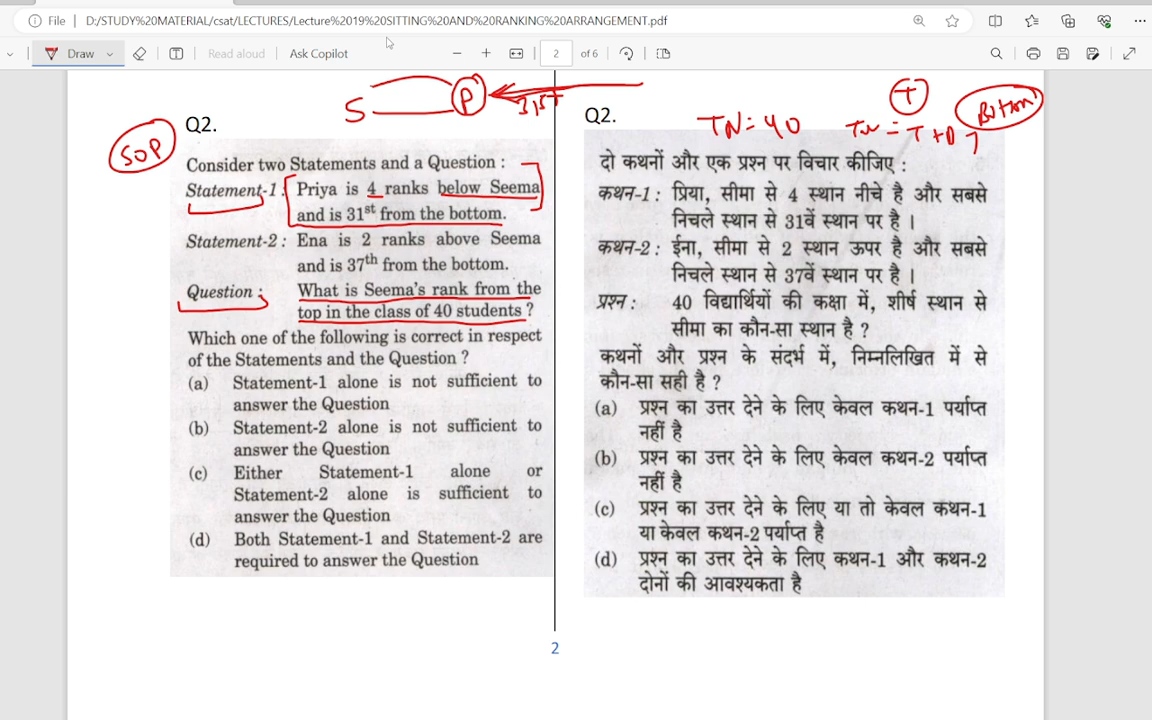 File D:/STUDY%20MATERIAL/csat/LECTURES/Lecture%2019%20SITTING%20AND%20RANKING%20ARRANGEMENT.pdf
Draw Read aloud Ask Copilot 2 of 6
SOP
S P 31st
Q2.
Consider two Statements and a Question :
Statement-1 : Priya is 4 ranks below Seema
and is 31st from the bottom.
Statement-2 : Ena is 2 ranks above Seema
and is 37th from the bottom.
Question : What is Seema's rank from the
top in the class of 40 students ?
Which one of the following is correct in respect
of the Statements and the Question ?
(a) Statement-1 alone is not sufficient to
answer the Question
(b) Statement-2 alone is not sufficient to
answer the Question
(c) Either Statement-1 alone or
Statement-2 alone is sufficient to
answer the Question
(d) Both Statement-1 and Statement-2 are
required to answer the Question
Q2.
TN = 40
T
Bottom
दो कथनों और एक प्रश्न पर विचार कीजिए :
कथन-1 : प्रिया, सीमा से 4 स्थान नीचे है और सबसे
निचले स्थान से 31वें स्थान पर है ।
कथन-2 : ईना, सीमा से 2 स्थान ऊपर है और सबसे
निचले स्थान से 37वें स्थान पर है ।
प्रश्न : 40 विद्यार्थियों की कक्षा में, शीर्ष स्थान से
सीमा का कौन-सा स्थान है ?
कथनों और प्रश्न के संदर्भ में, निम्नलिखित में से
कौन-सा सही है ?
(a) प्रश्न का उत्तर देने के लिए केवल कथन-1 पर्याप्त
नहीं है
(b) प्रश्न का उत्तर देने के लिए केवल कथन-2 पर्याप्त
नहीं है
(c) प्रश्न का उत्तर देने के लिए या तो केवल कथन-1
या केवल कथन-2 पर्याप्त है
(d) प्रश्न का उत्तर देने के लिए कथन-1 और कथन-2
दोनों की आवश्यकता है
2